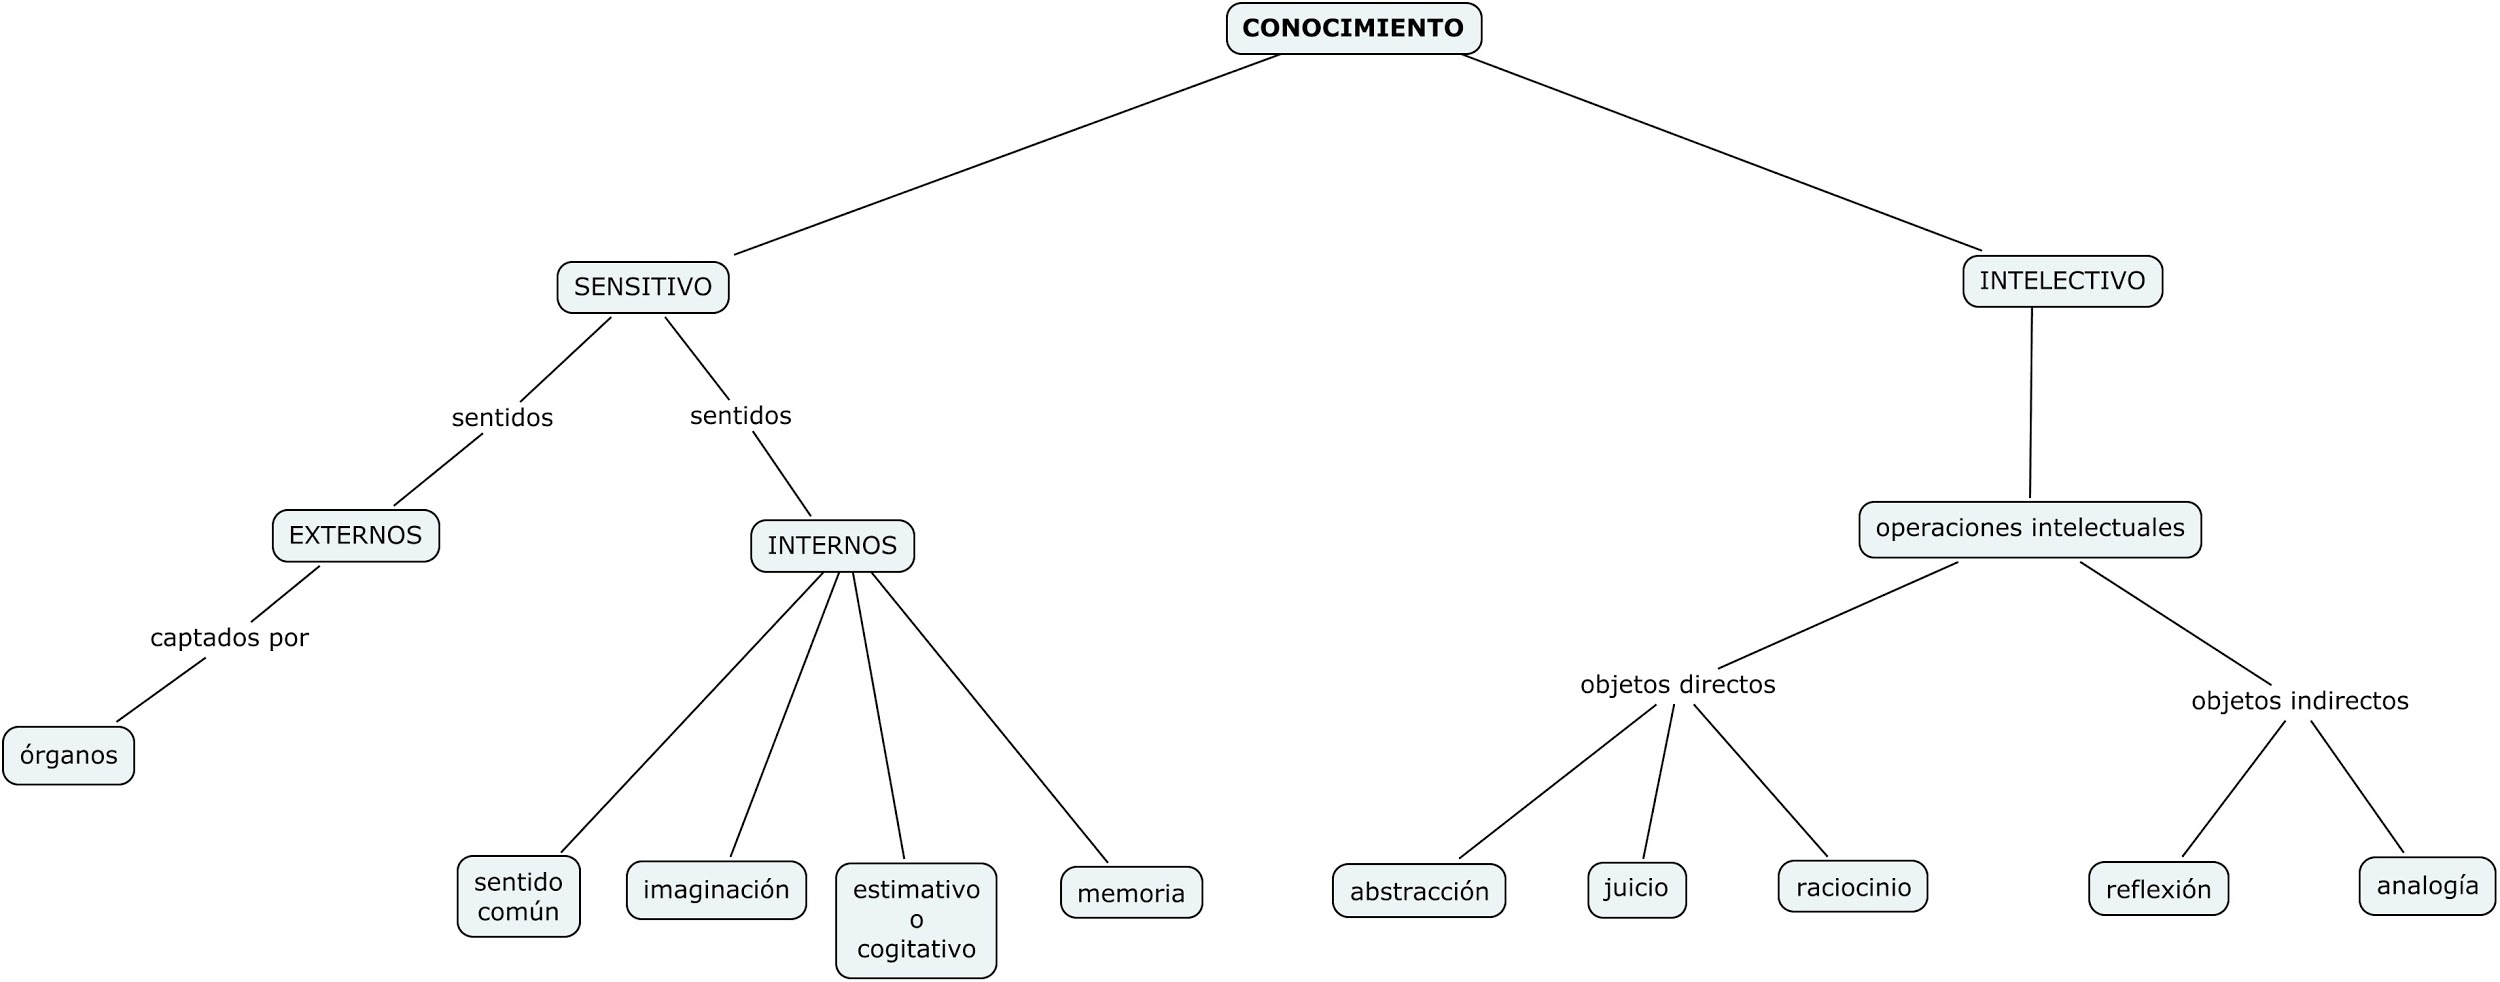 CONOCIMIENTO
SENSITIVO
INTELECTIVO
sentidos
sentidos
EXTERNOS
INTERNOS
operaciones intelectuales
captados por
objetos directos
objetos indirectos
órganos
sentido
común
imaginación
estimativo
o
cogitativo
memoria
abstracción
juicio
raciocinio
reflexión
analogía